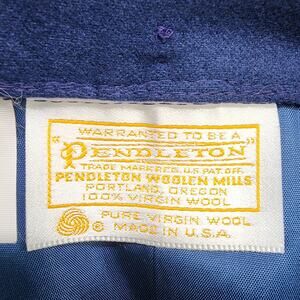 WARRANTED TO BE A
"PENDLETON"
TRADE MARK REG. U.S. PAT. OFF.
PENDLETON WOOLEN MILLS
PORTLAND, OREGON
100% VIRGIN WOOL
PURE VIRGIN WOOL
© MADE IN U.S.A.